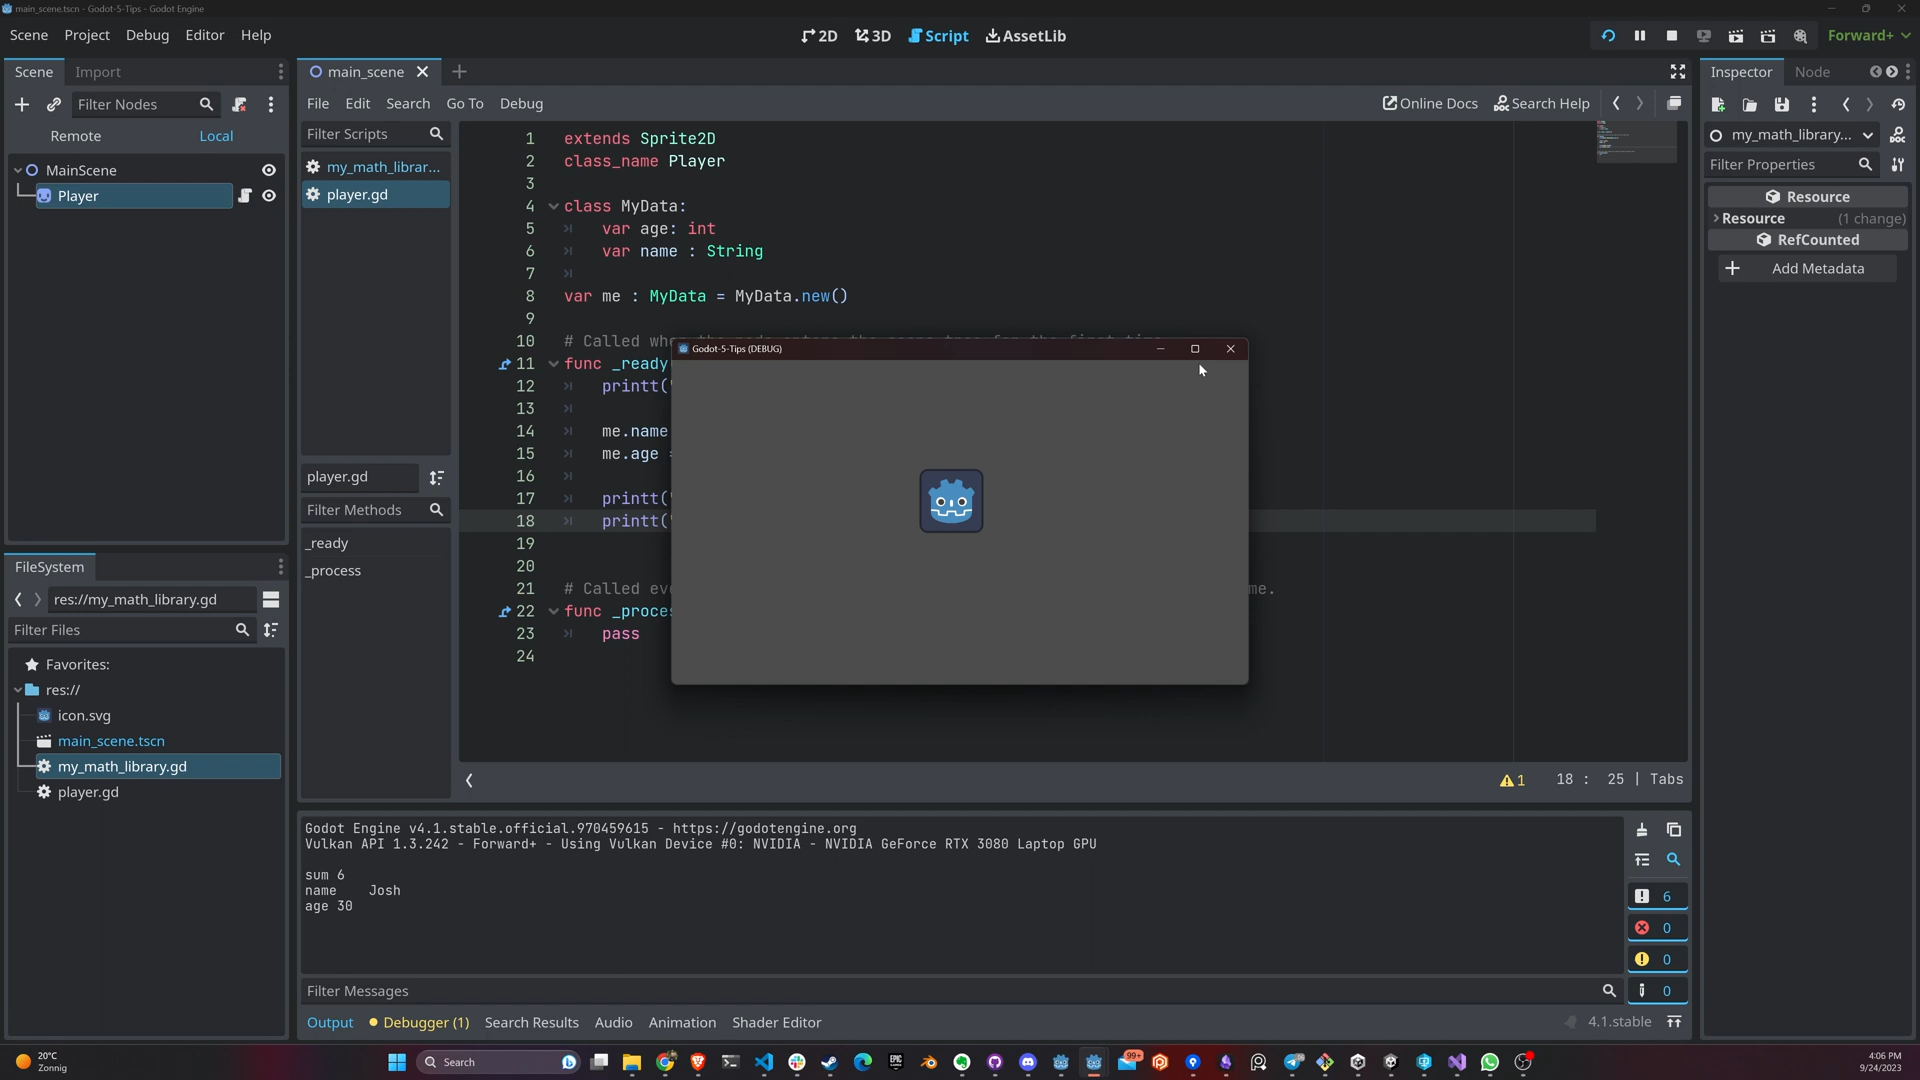 main_scene.tscn - Godot-5-Tips - Godot Engine
Scene Project Debug Editor Help
2D 3D Script AssetLib
Forward+
Scene Import
Filter Nodes
Remote Local
MainScene
Player
FileSystem
res://my_math_library.gd
Filter Files
Favorites:
res://
icon.svg
main_scene.tscn
my_math_library.gd
player.gd
main_scene
File Edit Search Go To Debug
Online Docs Search Help
Filter Scripts
my_math_librar...
player.gd
player.gd
Filter Methods
_ready
_process
1 extends Sprite2D
2 class_name Player
3
4 class MyData:
5 var age: int
6 var name : String
7
8 var me : MyData = MyData.new()
9
10 # Called
11 func _ready
12 printt(
13
14 me.name
15 me.age
16
17 printt(
18 printt(
19
20
21 # Called me.
22 func _proces
23 pass
24
Godot-5-Tips (DEBUG)
1 18 : 25 | Tabs
Godot Engine v4.1.stable.official.970459615 - https://godotengine.org
Vulkan API 1.3.242 - Forward+ - Using Vulkan Device #0: NVIDIA - NVIDIA GeForce RTX 3080 Laptop GPU
sum 6
name Josh
age 30
6
0
0
0
Filter Messages
Output Debugger (1) Search Results Audio Animation Shader Editor
4.1.stable
Inspector Node
my_math_library...
Filter Properties
Resource
Resource (1 change)
RefCounted
Add Metadata
20°C
Zonnig
Search
EPIC
99+
4:06 PM
9/24/2023